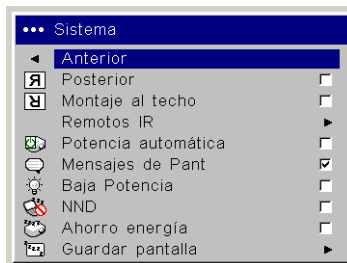 ••• Sistema
Anterior
Posterior
Montaje al techo
Remotos IR
Potencia automática
Mensajes de Pant
Baja Potencia
NND
Ahorro energía
Guardar pantalla